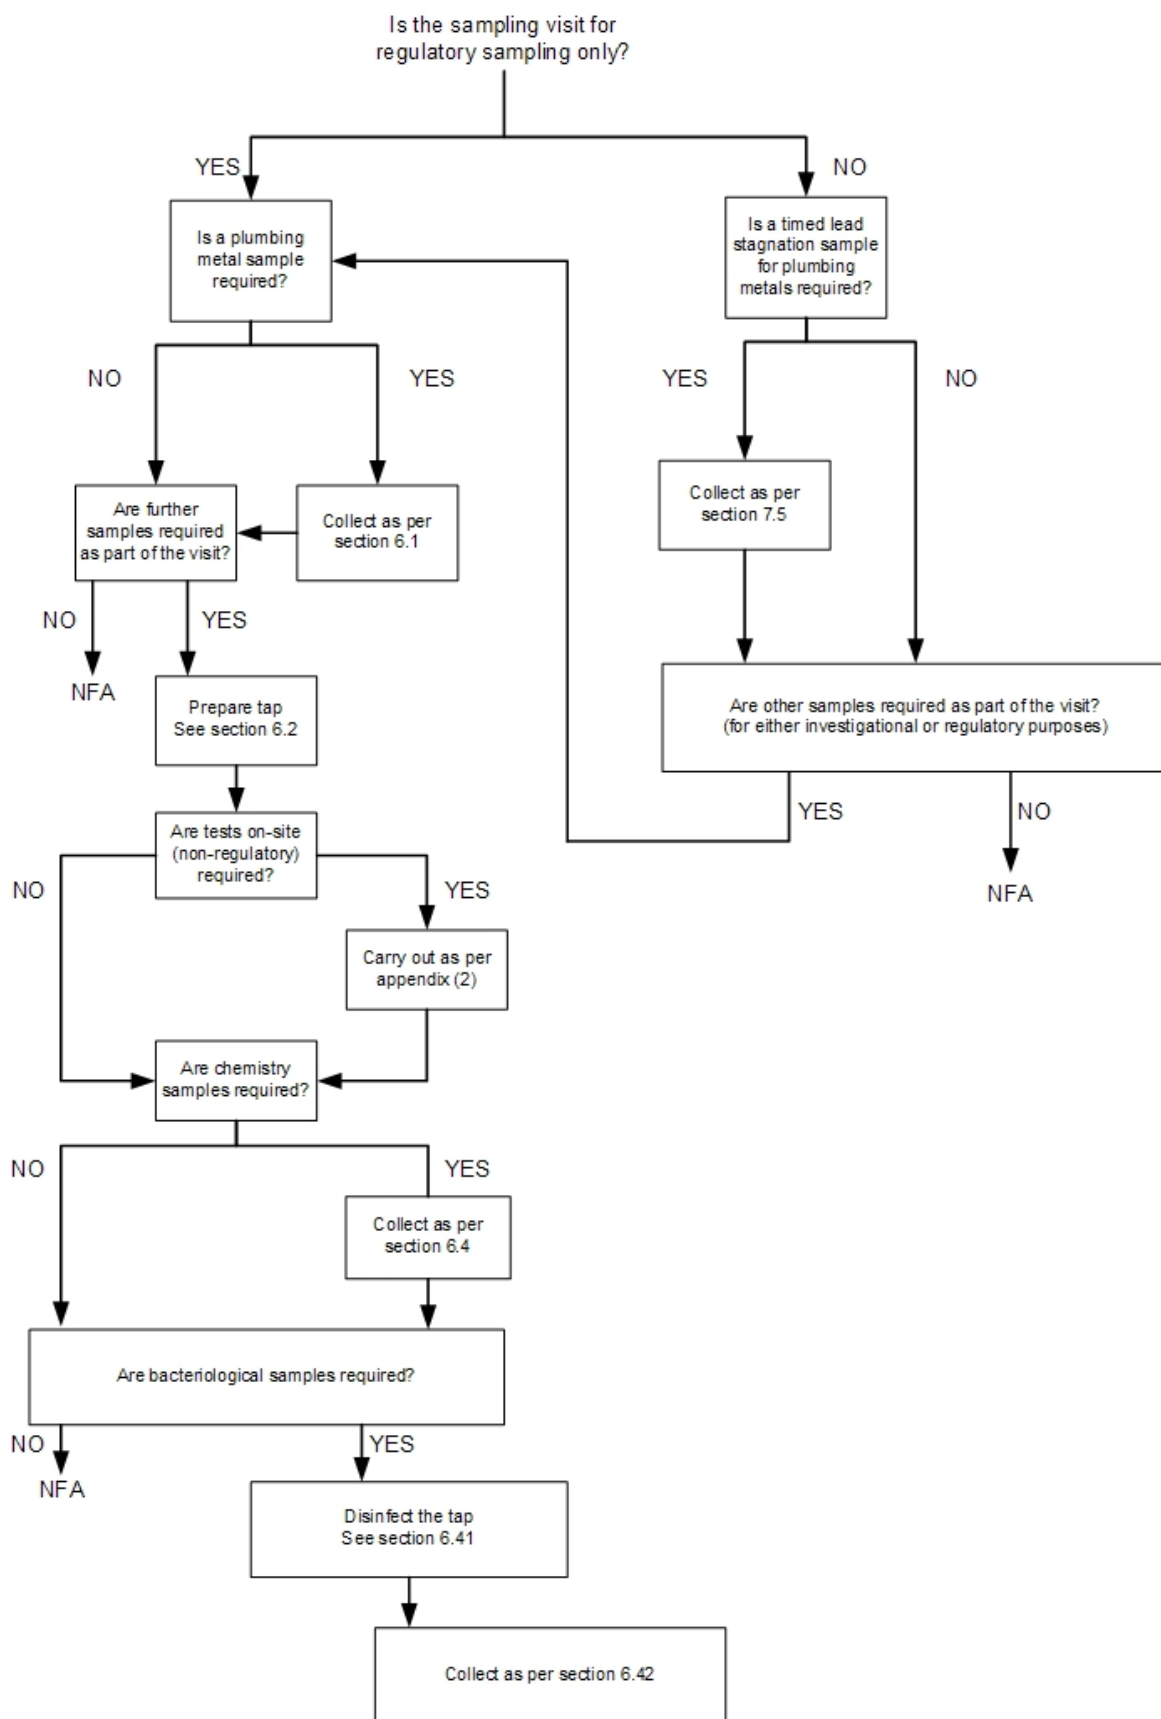 Is the sampling visit for
regulatory sampling only?
YES
NO
Is a plumbing
metal sample
required?
Is a timed lead
stagnation sample
for plumbing
metals required?
NO
YES
YES
NO
Are further
samples required
as part of the visit?
Collect as per
section 6.1
Collect as per
section 7.5
NO
YES
NFA
Prepare tap
See section 6.2
Are other samples required as part of the visit?
(for either investigational or regulatory purposes)
YES
NO
NFA
Are tests on-site
(non-regulatory)
required?
NO
YES
Carry out as per
appendix (2)
Are chemistry
samples required?
NO
YES
Collect as per
section 6.4
Are bacteriological samples required?
NO
YES
NFA
Disinfect the tap
See section 6.41
Collect as per section 6.42